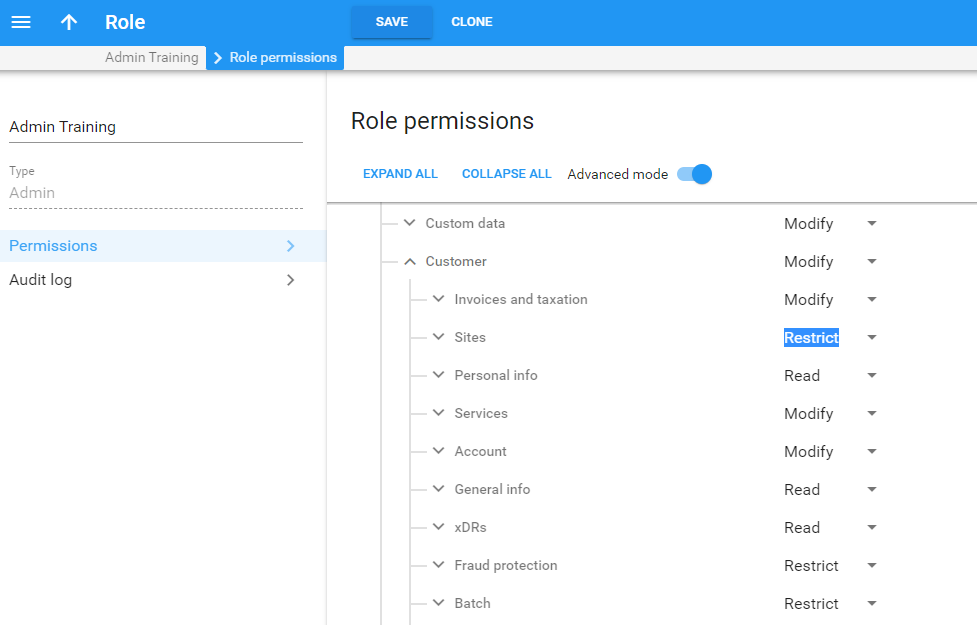 Role
SAVE
CLONE
Admin Training
Role permissions
Admin Training
Type
Admin
Permissions
Audit log
Role permissions
EXPAND ALL
COLLAPSE ALL
Advanced mode
Custom data Modify
Customer Modify
Invoices and taxation Modify
Sites Restrict
Personal info Read
Services Modify
Account Modify
General info Read
xDRs Read
Fraud protection Restrict
Batch Restrict